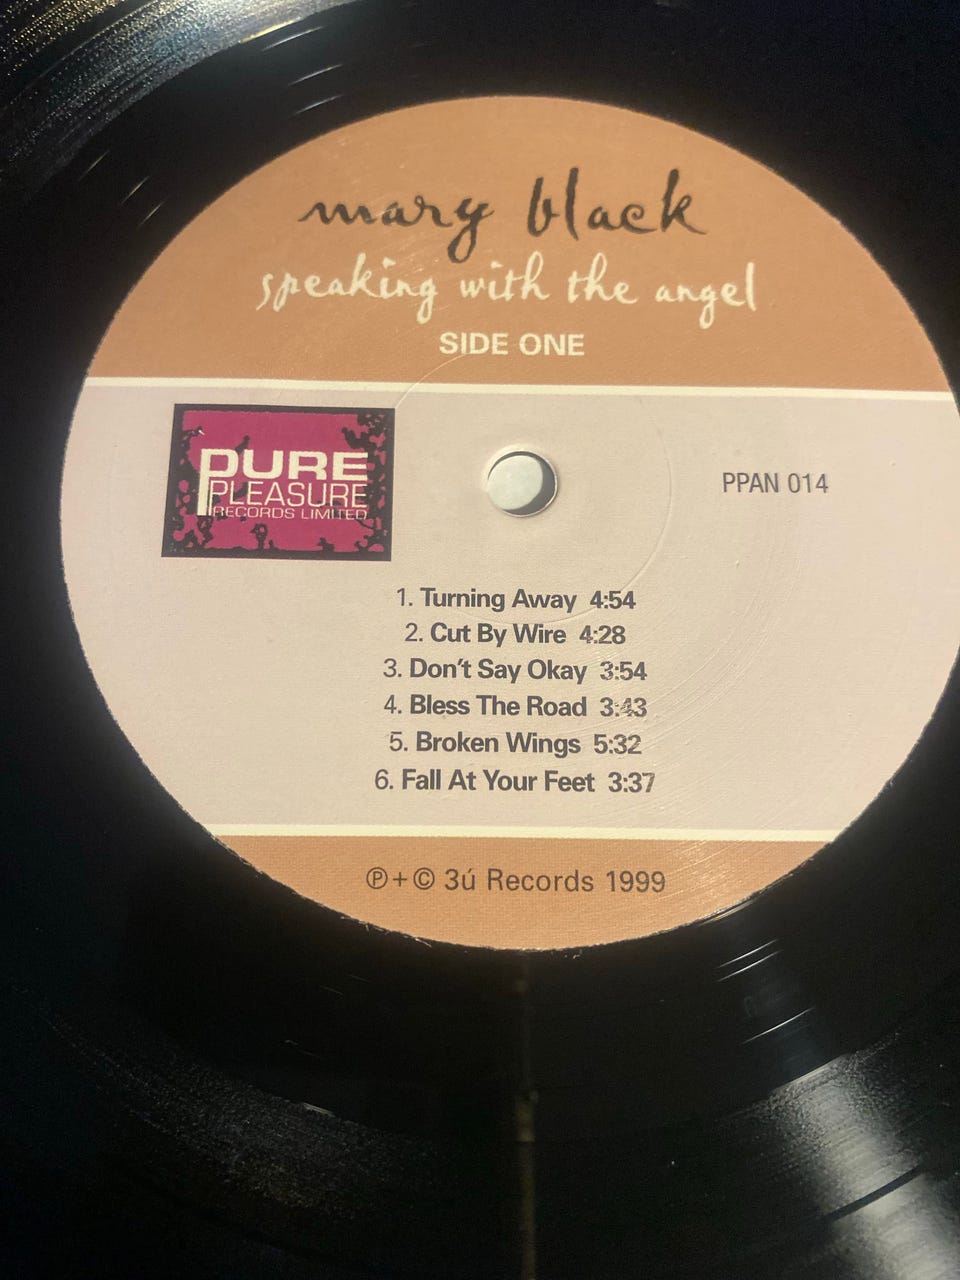 mary black
speaking with the angel
SIDE ONE
PURE
PLEASURE
RECORDS LIMITED
PPAN 014
1. Turning Away 4:54
2. Cut By Wire 4:28
3. Don't Say Okay 3:54
4. Bless The Road 3:43
5. Broken Wings 5:32
6. Fall At Your Feet 3:37
℗+© 3ú Records 1999